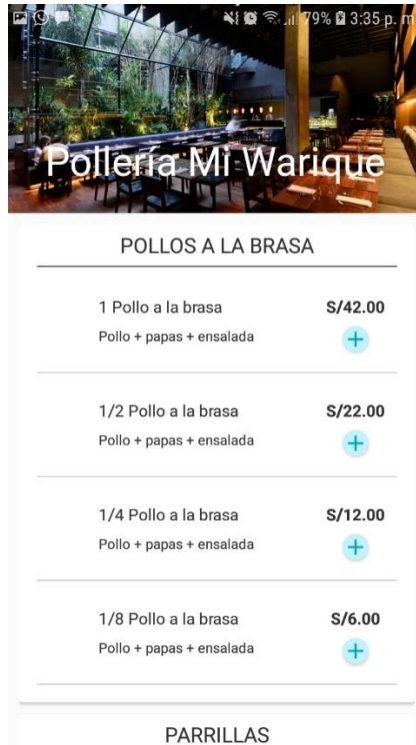 79% 3:35 p. m
Pollería Mi Warique
POLLOS A LA BRASA
1 Pollo a la brasa S/42.00
Pollo + papas + ensalada
1/2 Pollo a la brasa S/22.00
Pollo + papas + ensalada
1/4 Pollo a la brasa S/12.00
Pollo + papas + ensalada
1/8 Pollo a la brasa S/6.00
Pollo + papas + ensalada
PARRILLAS